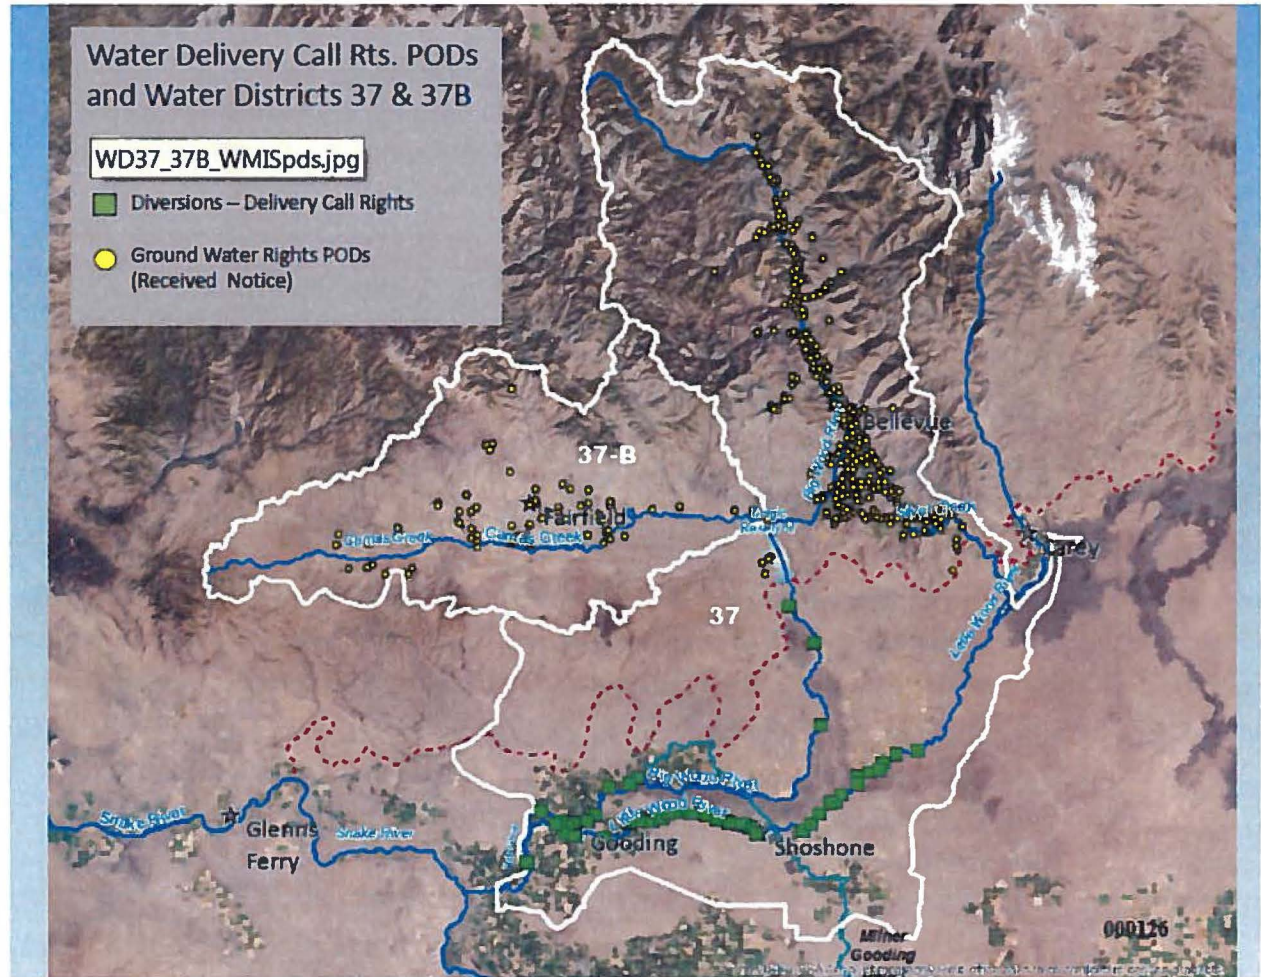 Water Delivery Call Rts. PODs
and Water Districts 37 & 37B
WD37_37B_WMISpds.jpg
Diversions – Delivery Call Rights
Ground Water Rights PODs
(Received Notice)
Bellevue
Big Wood River
37-B
Fairfield
Silver Creek
Camas Creek
Camas Creek
Carey
37
Little Wood River
Big Wood River
Little Wood River
Snake River
Glenns
Ferry
Snake River
Gooding
Shoshone
Milner
Gooding
000126